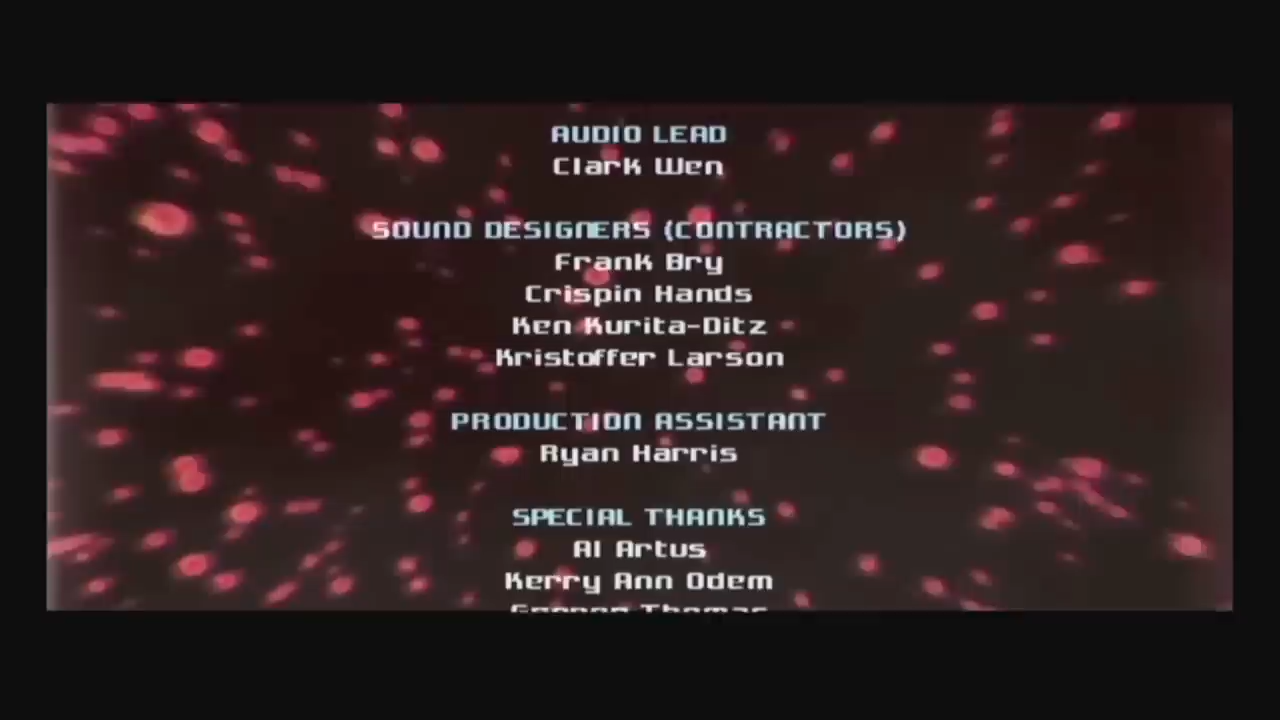 AUDIO LEAD
Clark Wen
SOUND DESIGNERS (CONTRACTORS)
Frank Bry
Crispin Hands
Ken Kurita-Ditz
Kristoffer Larson
PRODUCTION ASSISTANT
Ryan Harris
SPECIAL THANKS
Al Artus
Kerry Ann Odem